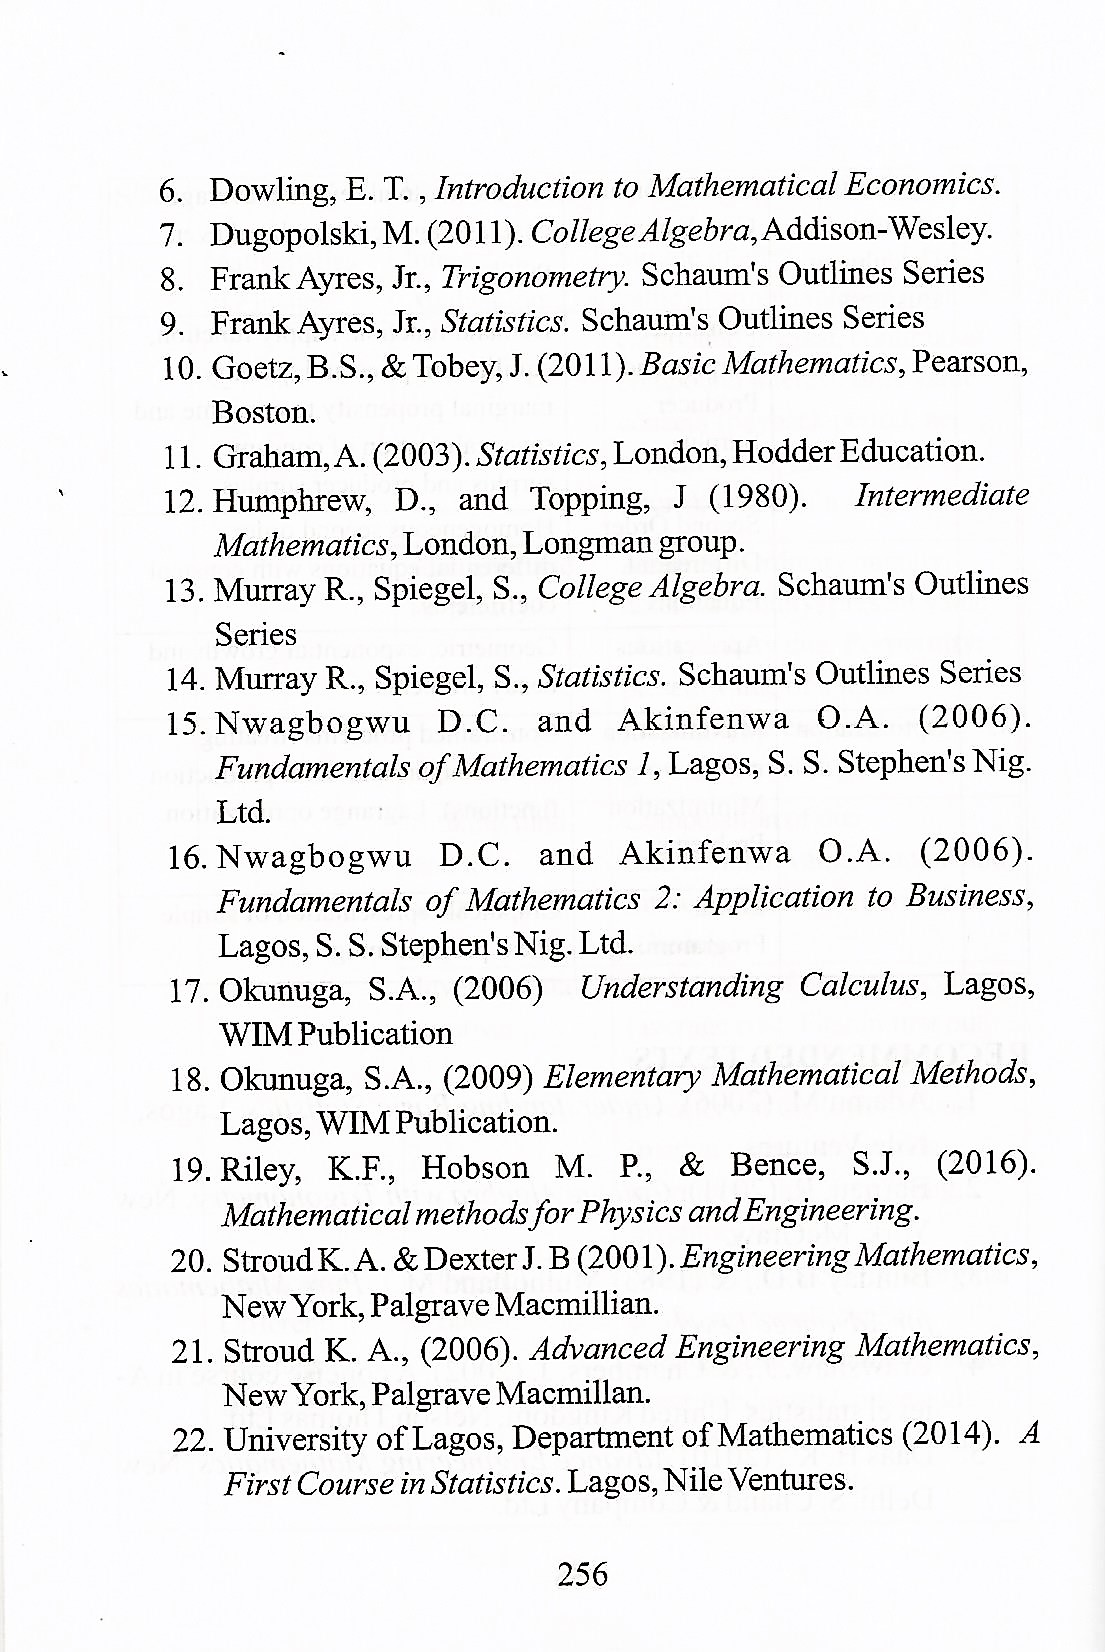 6. Dowling, E. T. , Introduction to Mathematical Economics.
7. Dugopolski, M. (2011). College Algebra, Addison-Wesley.
8. Frank Ayres, Jr., Trigonometry. Schaum's Outlines Series
9. Frank Ayres, Jr., Statistics. Schaum's Outlines Series
10. Goetz, B.S., & Tobey, J. (2011). Basic Mathematics, Pearson,
Boston.
11. Graham, A. (2003). Statistics, London, Hodder Education.
12. Humphrew, D., and Topping, J (1980). Intermediate
Mathematics, London, Longman group.
13. Murray R., Spiegel, S., College Algebra. Schaum's Outlines
Series
14. Murray R., Spiegel, S., Statistics. Schaum's Outlines Series
15. Nwagbogwu D.C. and Akinfenwa O.A. (2006).
Fundamentals of Mathematics 1, Lagos, S. S. Stephen's Nig.
Ltd.
16. Nwagbogwu D.C. and Akinfenwa O.A. (2006).
Fundamentals of Mathematics 2: Application to Business,
Lagos, S. S. Stephen's Nig. Ltd.
17. Okunuga, S.A., (2006) Understanding Calculus, Lagos,
WIM Publication
18. Okunuga, S.A., (2009) Elementary Mathematical Methods,
Lagos, WIM Publication.
19. Riley, K.F., Hobson M. P., & Bence, S.J., (2016).
Mathematical methods for Physics and Engineering.
20. Stroud K. A. & Dexter J. B (2001). Engineering Mathematics,
New York, Palgrave Macmillian.
21. Stroud K. A., (2006). Advanced Engineering Mathematics,
New York, Palgrave Macmillan.
22. University of Lagos, Department of Mathematics (2014). A
First Course in Statistics. Lagos, Nile Ventures.
256